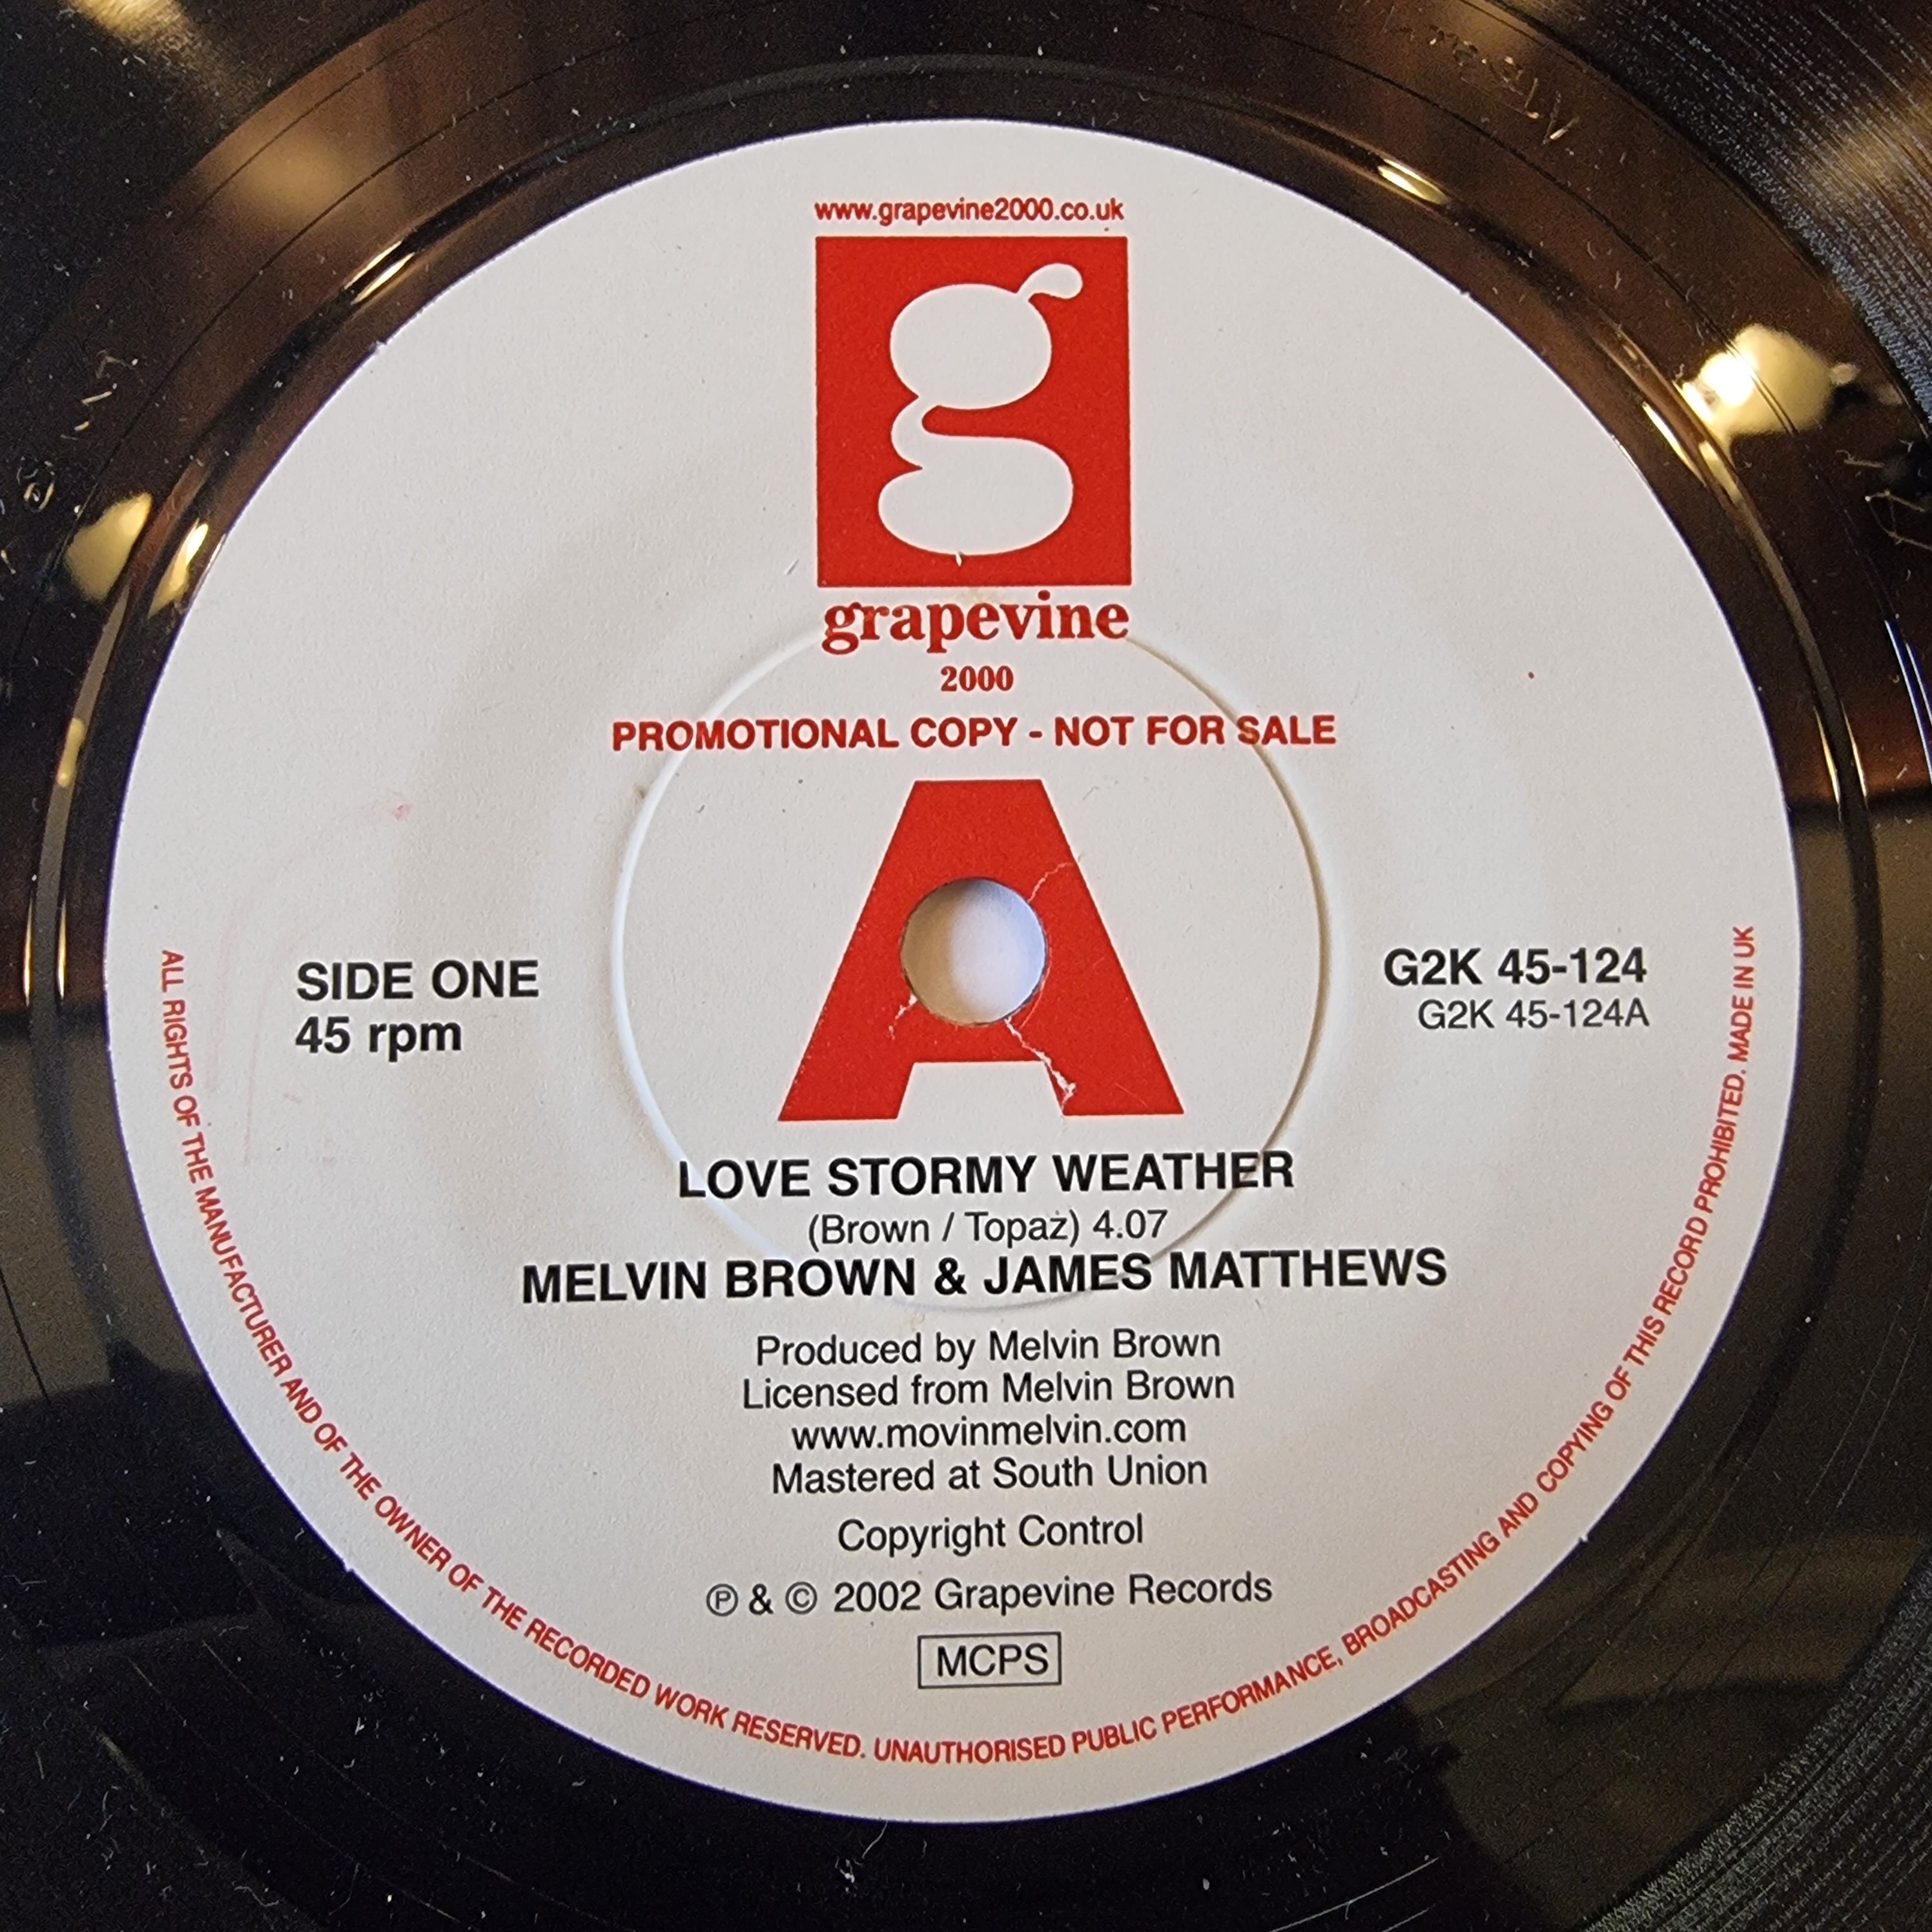 www.grapevine2000.co.uk
g
grapevine
2000
PROMOTIONAL COPY - NOT FOR SALE
A
SIDE ONE
45 rpm
G2K 45-124
G2K 45-124A
LOVE STORMY WEATHER
(Brown / Topaz) 4.07
MELVIN BROWN & JAMES MATTHEWS
Produced by Melvin Brown
Licensed from Melvin Brown
www.movinmelvin.com
Mastered at South Union
Copyright Control
℗ & © 2002 Grapevine Records
MCPS
ALL RIGHTS OF THE MANUFACTURER AND OF THE OWNER OF THE RECORDED WORK RESERVED. UNAUTHORISED PUBLIC PERFORMANCE, BROADCASTING AND COPYING OF THIS RECORD PROHIBITED. MADE IN UK